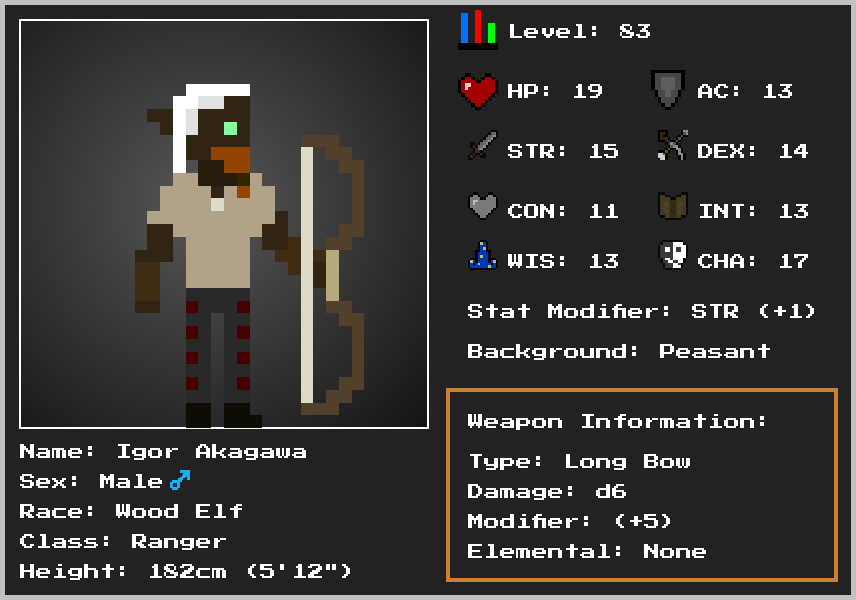 Level: 83
HP: 19
AC: 13
STR: 15
DEX: 14
CON: 11
INT: 13
WIS: 13
CHA: 17
Stat Modifier: STR (+1)
Background: Peasant
Weapon Information:
Type: Long Bow
Damage: d6
Modifier: (+5)
Elemental: None
Name: Igor Akagawa
Sex: Male♂
Race: Wood Elf
Class: Ranger
Height: 182cm (5'12")